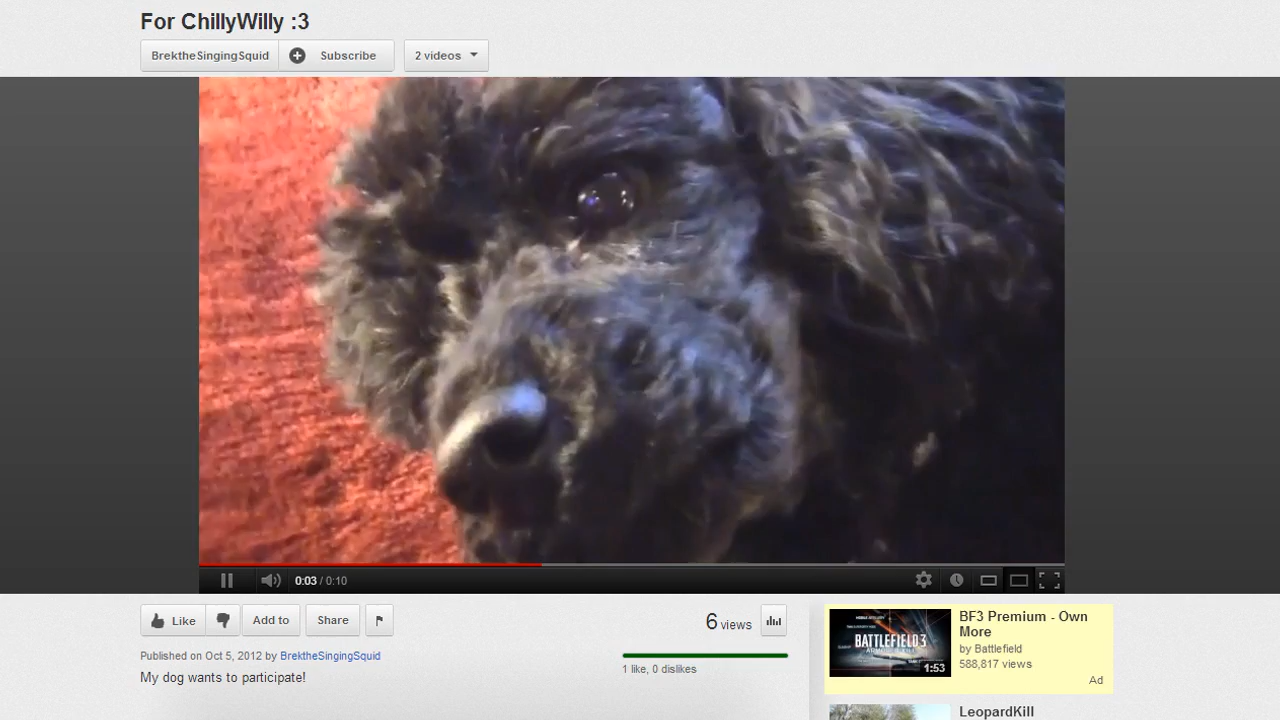 For ChillyWilly :3
BrektheSingingSquid
Subscribe
2 videos
0:03 / 0:10
Like
Add to
Share
6 views
Published on Oct 5, 2012 by BrektheSingingSquid
1 like, 0 dislikes
My dog wants to participate!
BATTLEFIELD 3
1:53
BF3 Premium - Own
More
by Battlefield
588,817 views
Ad
LeopardKill